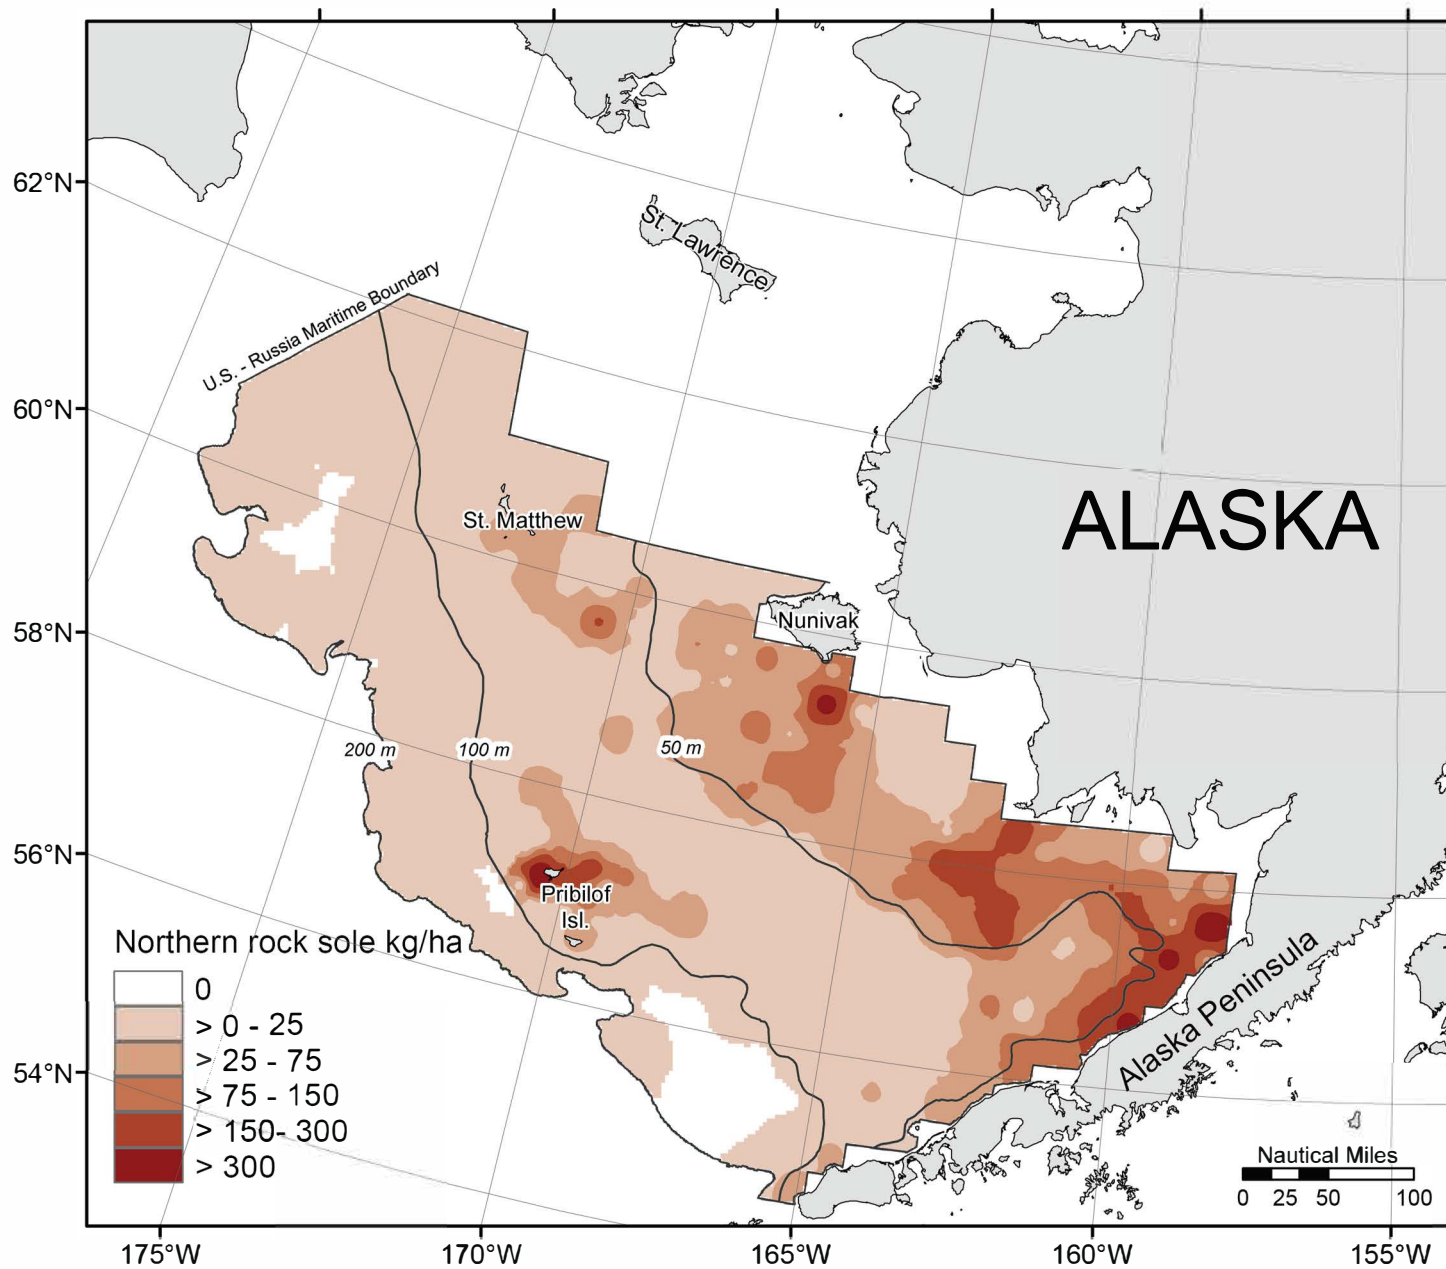 62°N
60°N
58°N
56°N
54°N
St. Lawrence
U.S. - Russia Maritime Boundary
ALASKA
St. Matthew
Nunivak
200 m
100 m
50 m
Pribilof
Isl.
Alaska Peninsula
Northern rock sole kg/ha
0
> 0 - 25
> 25 - 75
> 75 - 150
> 150- 300
> 300
Nautical Miles
0 25 50 100
175°W 170°W 165°W 160°W 155°W